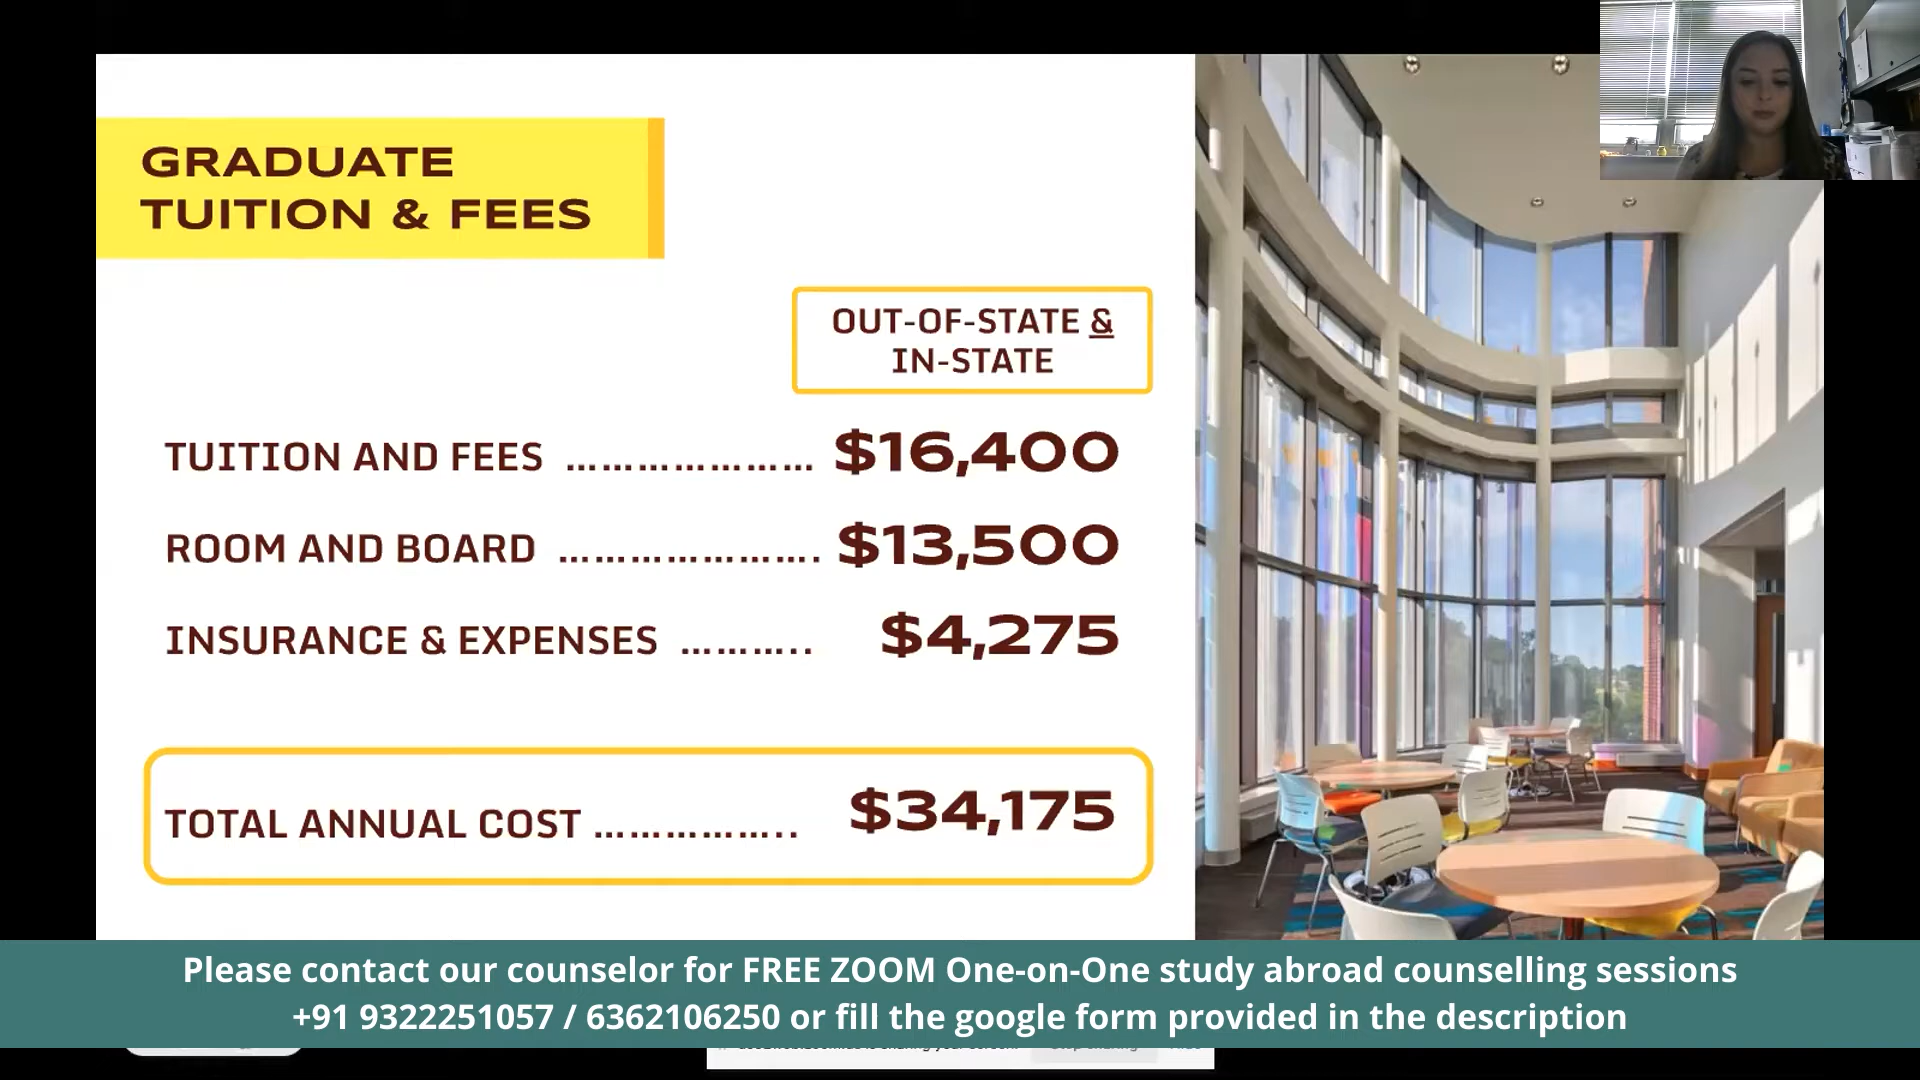 GRADUATE
TUITION & FEES
OUT-OF-STATE &
IN-STATE
TUITION AND FEES ..................... $16,400
ROOM AND BOARD ...................... $13,500
INSURANCE & EXPENSES ........... $4,275
TOTAL ANNUAL COST ................. $34,175
Please contact our counselor for FREE ZOOM One-on-One study abroad counselling sessions
+91 9322251057 / 6362106250 or fill the google form provided in the description